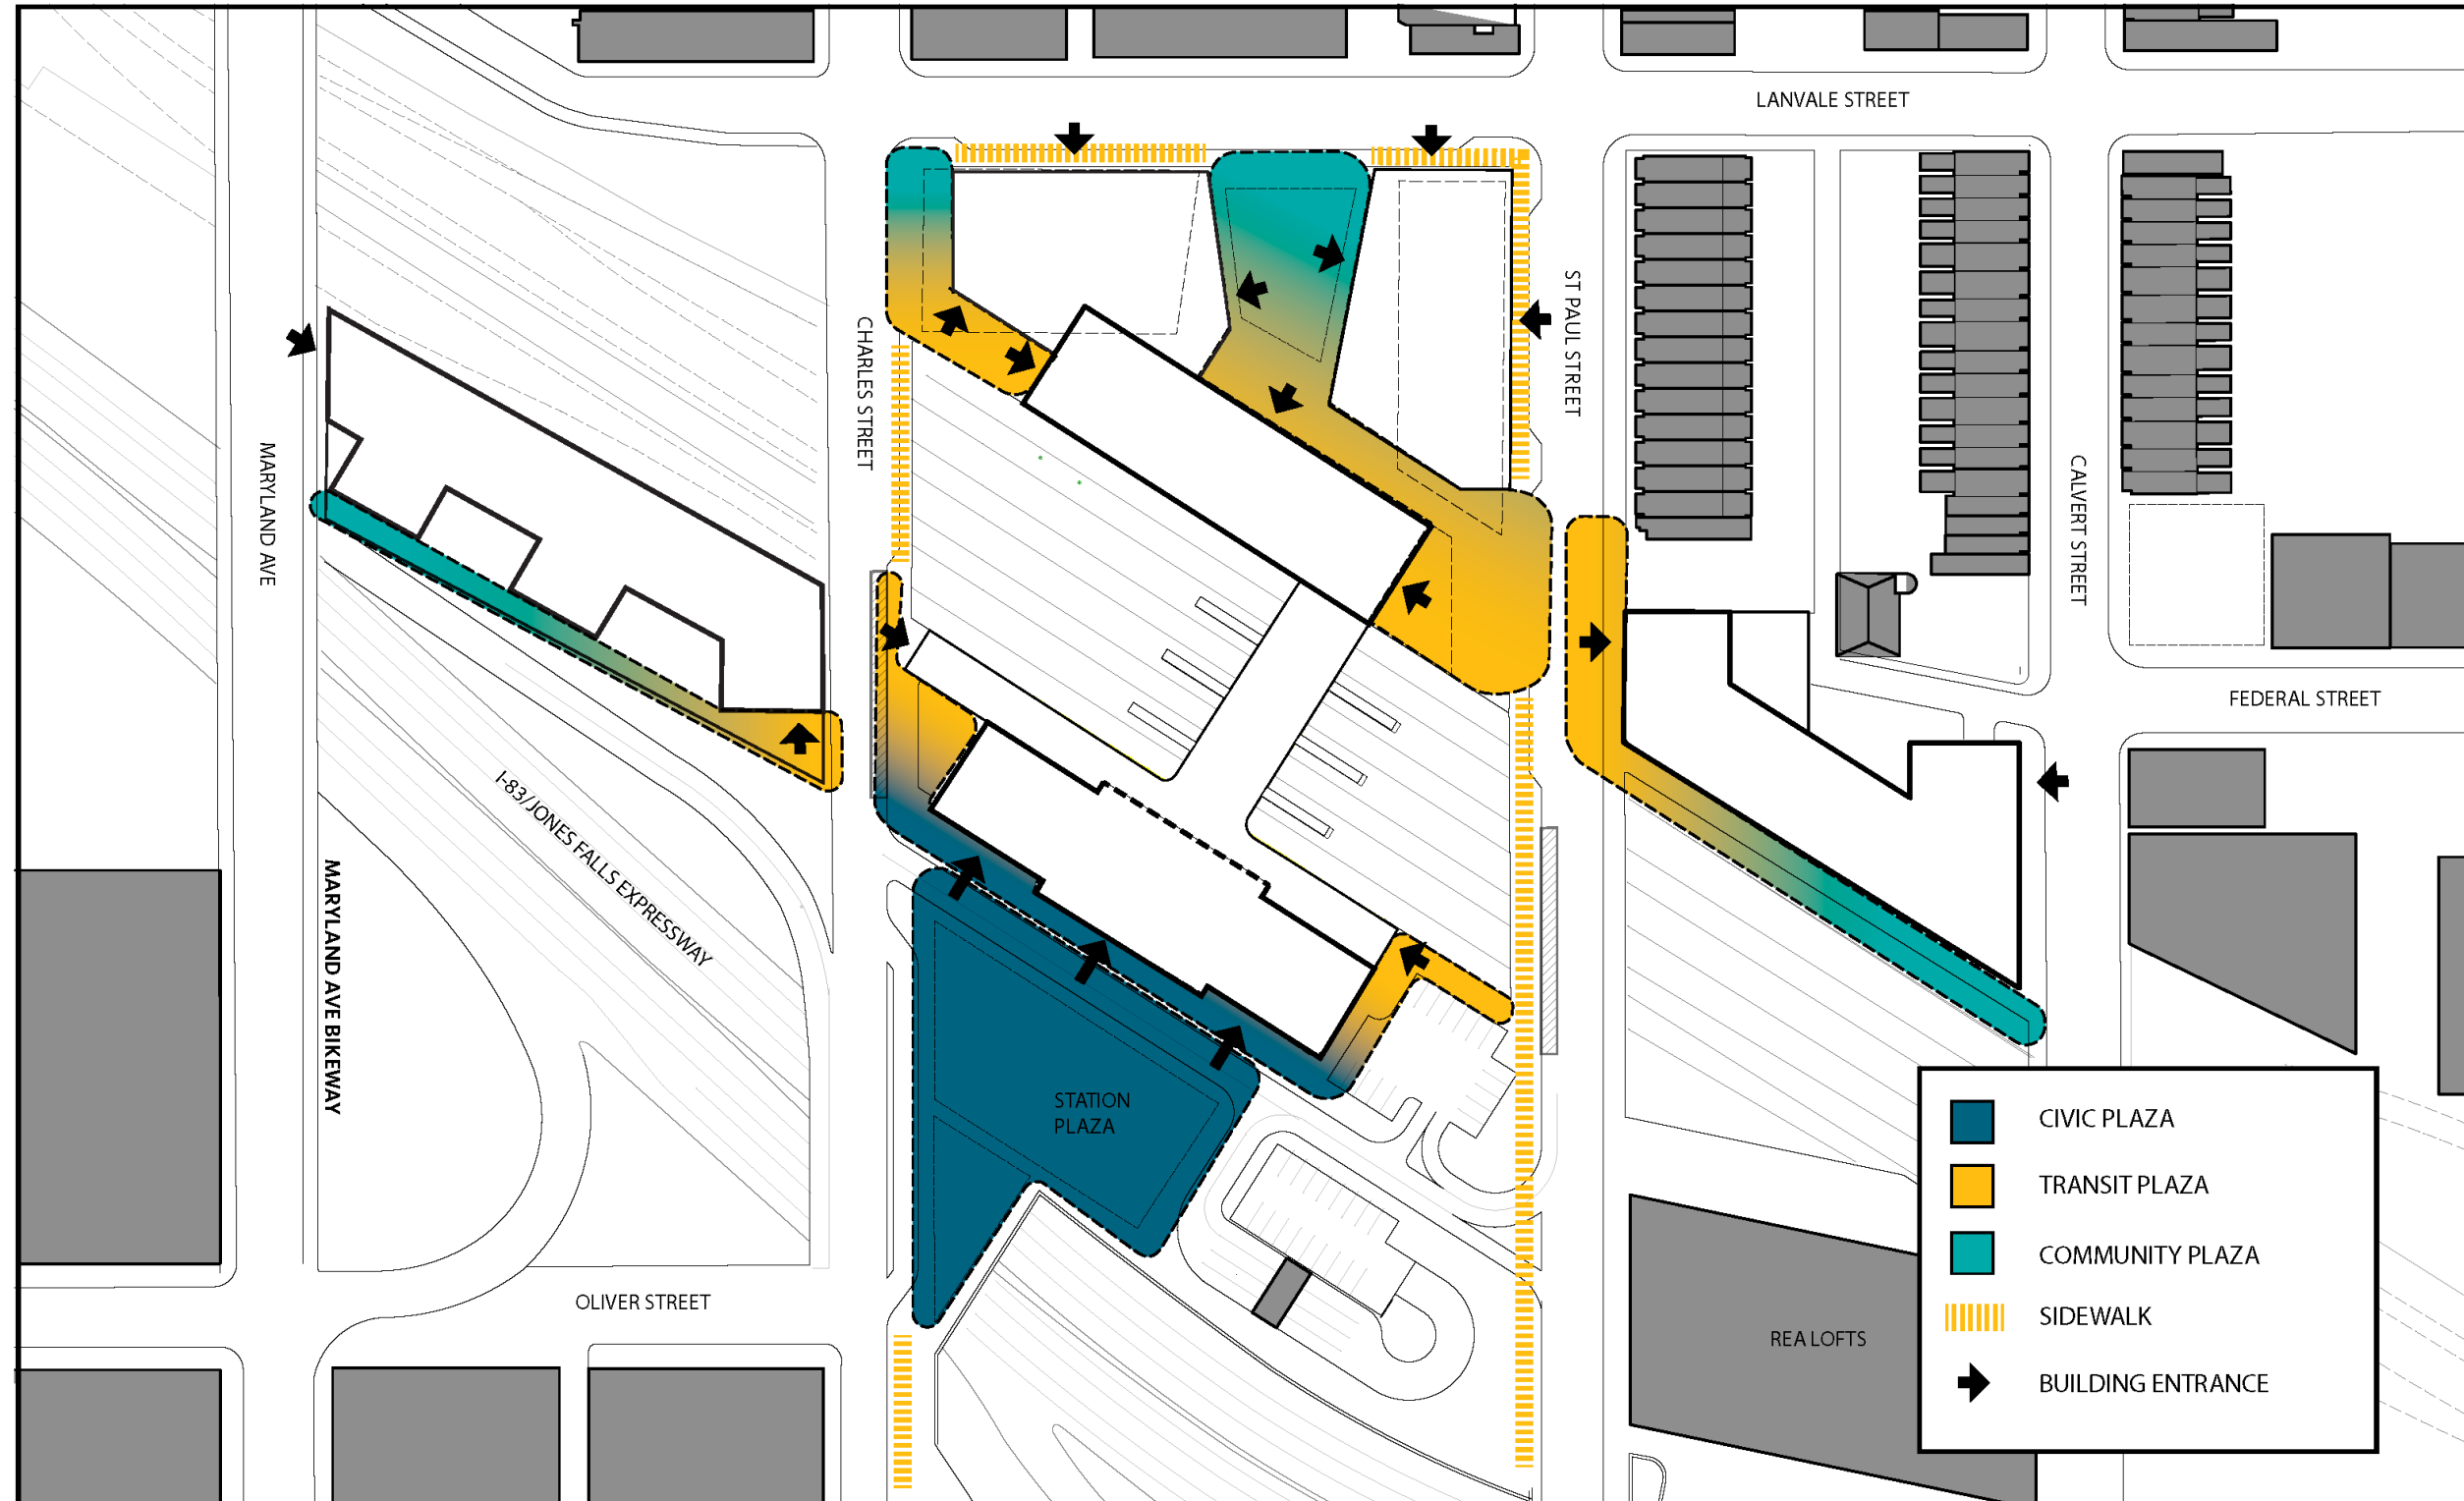 LANVALE STREET
CHARLES STREET
ST PAUL STREET
MARYLAND AVE
CALVERT STREET
FEDERAL STREET
I-83/JONES FALLS EXPRESSWAY
MARYLAND AVE BIKEWAY
STATION
PLAZA
OLIVER STREET
REA LOFTS
CIVIC PLAZA
TRANSIT PLAZA
COMMUNITY PLAZA
SIDEWALK
BUILDING ENTRANCE